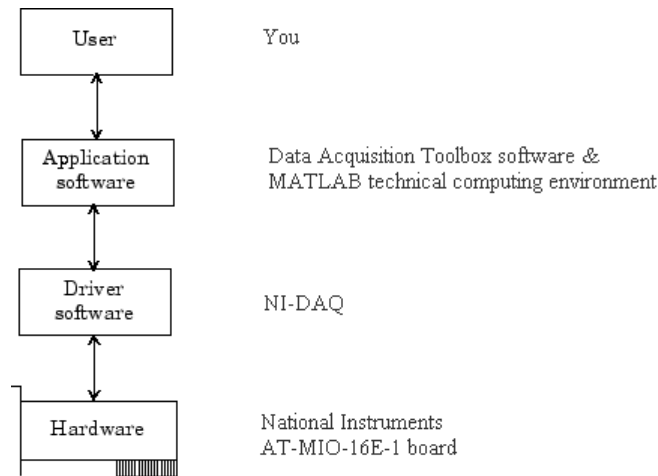 User
You
Application
software
Data Acquisition Toolbox software &
MATLAB technical computing environment
Driver
software
NI-DAQ
Hardware
National Instruments
AT-MIO-16E-1 board